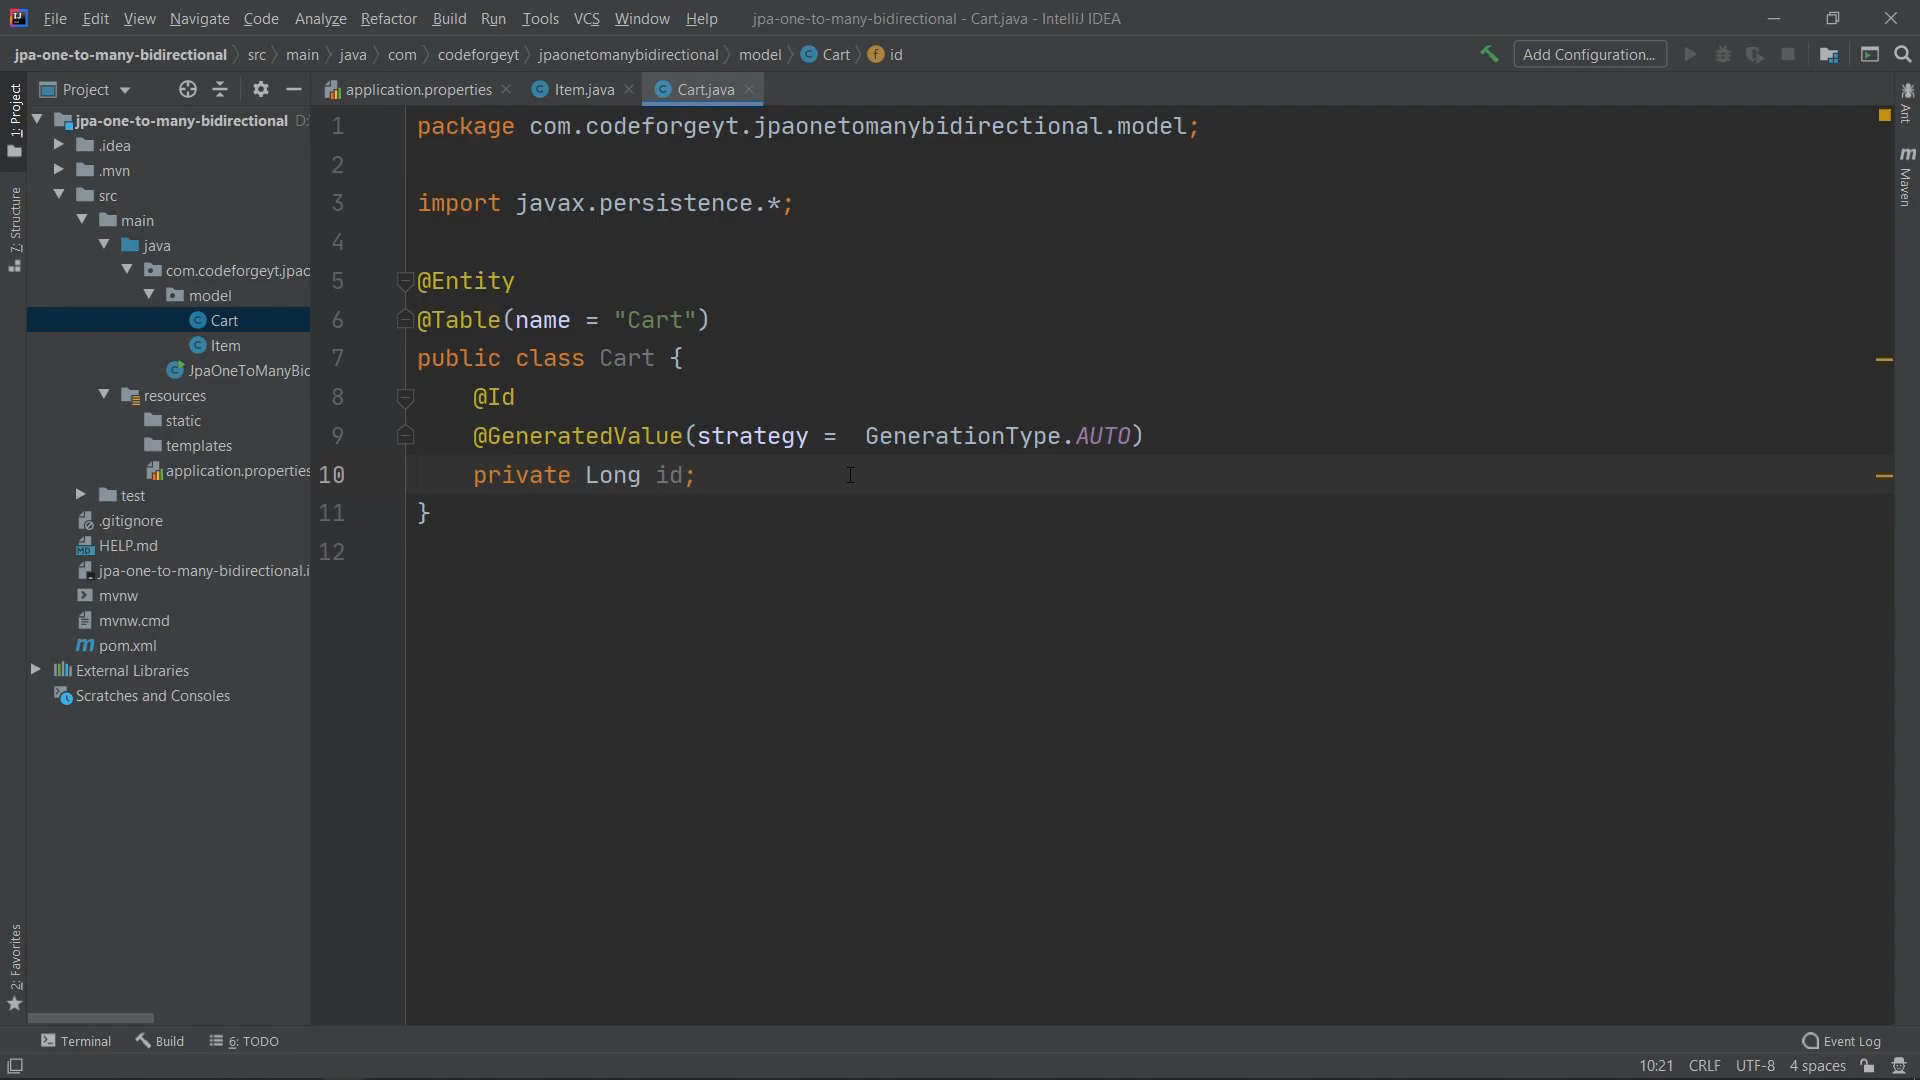 File Edit View Navigate Code Analyze Refactor Build Run Tools VCS Window Help jpa-one-to-many-bidirectional - Cart.java - IntelliJ IDEA
jpa-one-to-many-bidirectional src main java com codeforgeyt jpaonetomanybidirectional model Cart id Add Configuration...
Project
application.properties
Item.java
Cart.java
1: Project
7: Structure
2: Favorites
jpa-one-to-many-bidirectional D:
.idea
.mvn
src
main
java
com.codeforgeyt.jpao
model
Cart
Item
JpaOneToManyBid
resources
static
templates
application.properties
test
.gitignore
HELP.md
jpa-one-to-many-bidirectional.i
mvnw
mvnw.cmd
pom.xml
External Libraries
Scratches and Consoles
1 package com.codeforgeyt.jpaonetomanybidirectional.model;
2
3 import javax.persistence.*;
4
5 @Entity
6 @Table(name = "Cart")
7 public class Cart {
8 @Id
9 @GeneratedValue(strategy =  GenerationType.AUTO)
10 private Long id;
11 }
12
Ant
Maven
Terminal Build 6: TODO Event Log
10:21 CRLF UTF-8 4 spaces